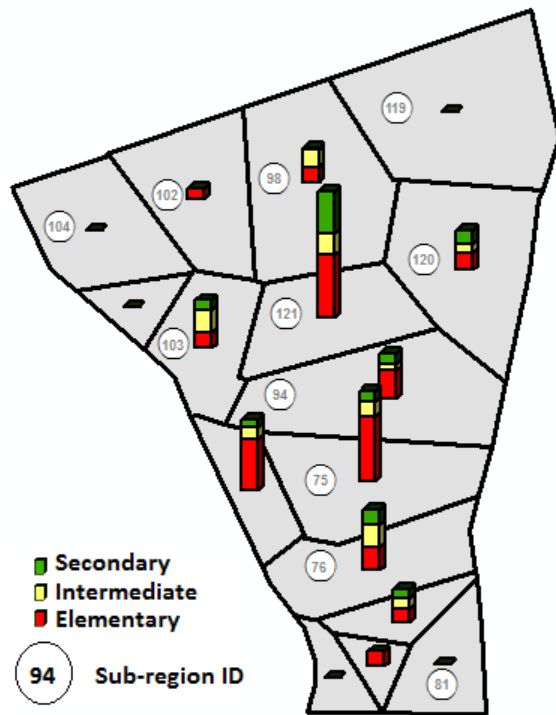 119
98
102
104
120
121
103
94
75
76
Secondary
Intermediate
Elementary
94 Sub-region ID
81